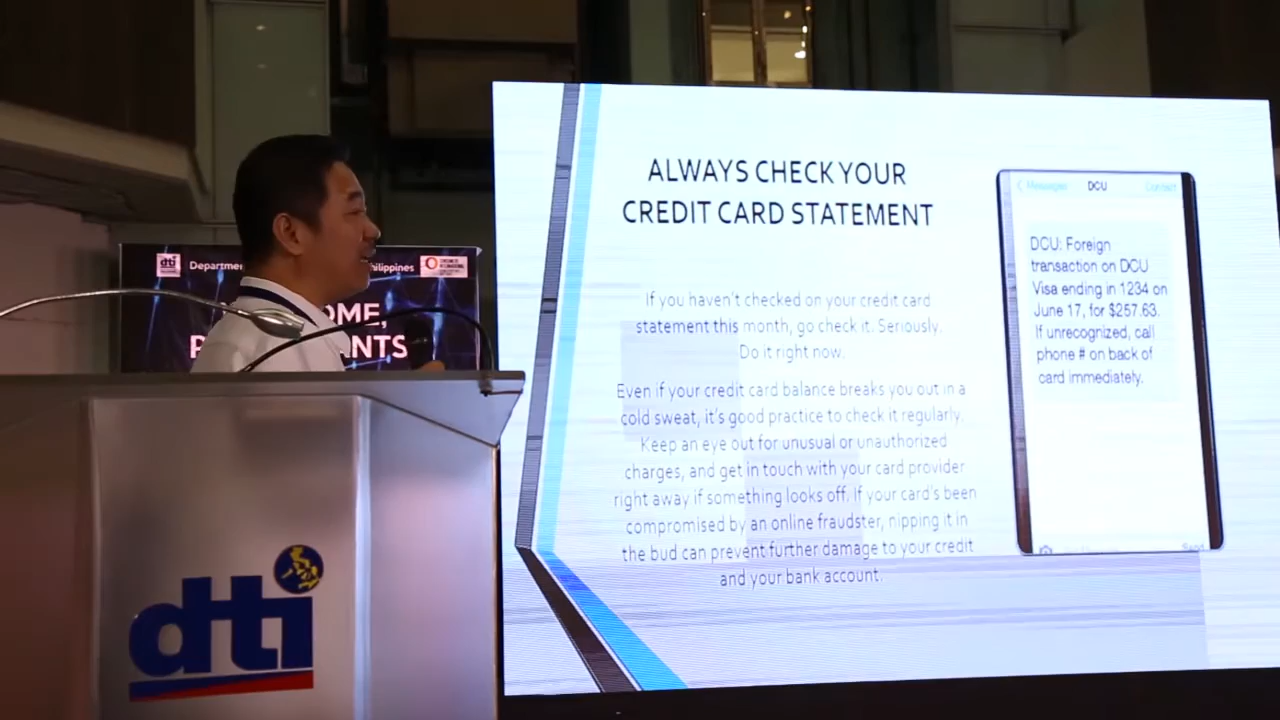 ALWAYS CHECK YOUR
CREDIT CARD STATEMENT
If you haven't checked on your credit card
statement this month, go check it. Seriously.
Do it right now.
Even if your credit card balance breaks you out in a
cold sweat, it's good practice to check it regularly.
Keep an eye out for unusual or unauthorized
charges, and get in touch with your card provider
right away if something looks off. If your card's been
compromised by an online fraudster, nipping it in
the bud can prevent further damage to your credit
and your bank account.
Messages DCU Contact
DCU: Foreign
transaction on DCU
Visa ending in 1234 on
June 17, for $257.63.
If unrecognized, call
phone # on back of
card immediately.
Send
dti
Departme
hilippines
OME,
P ANTS
dti